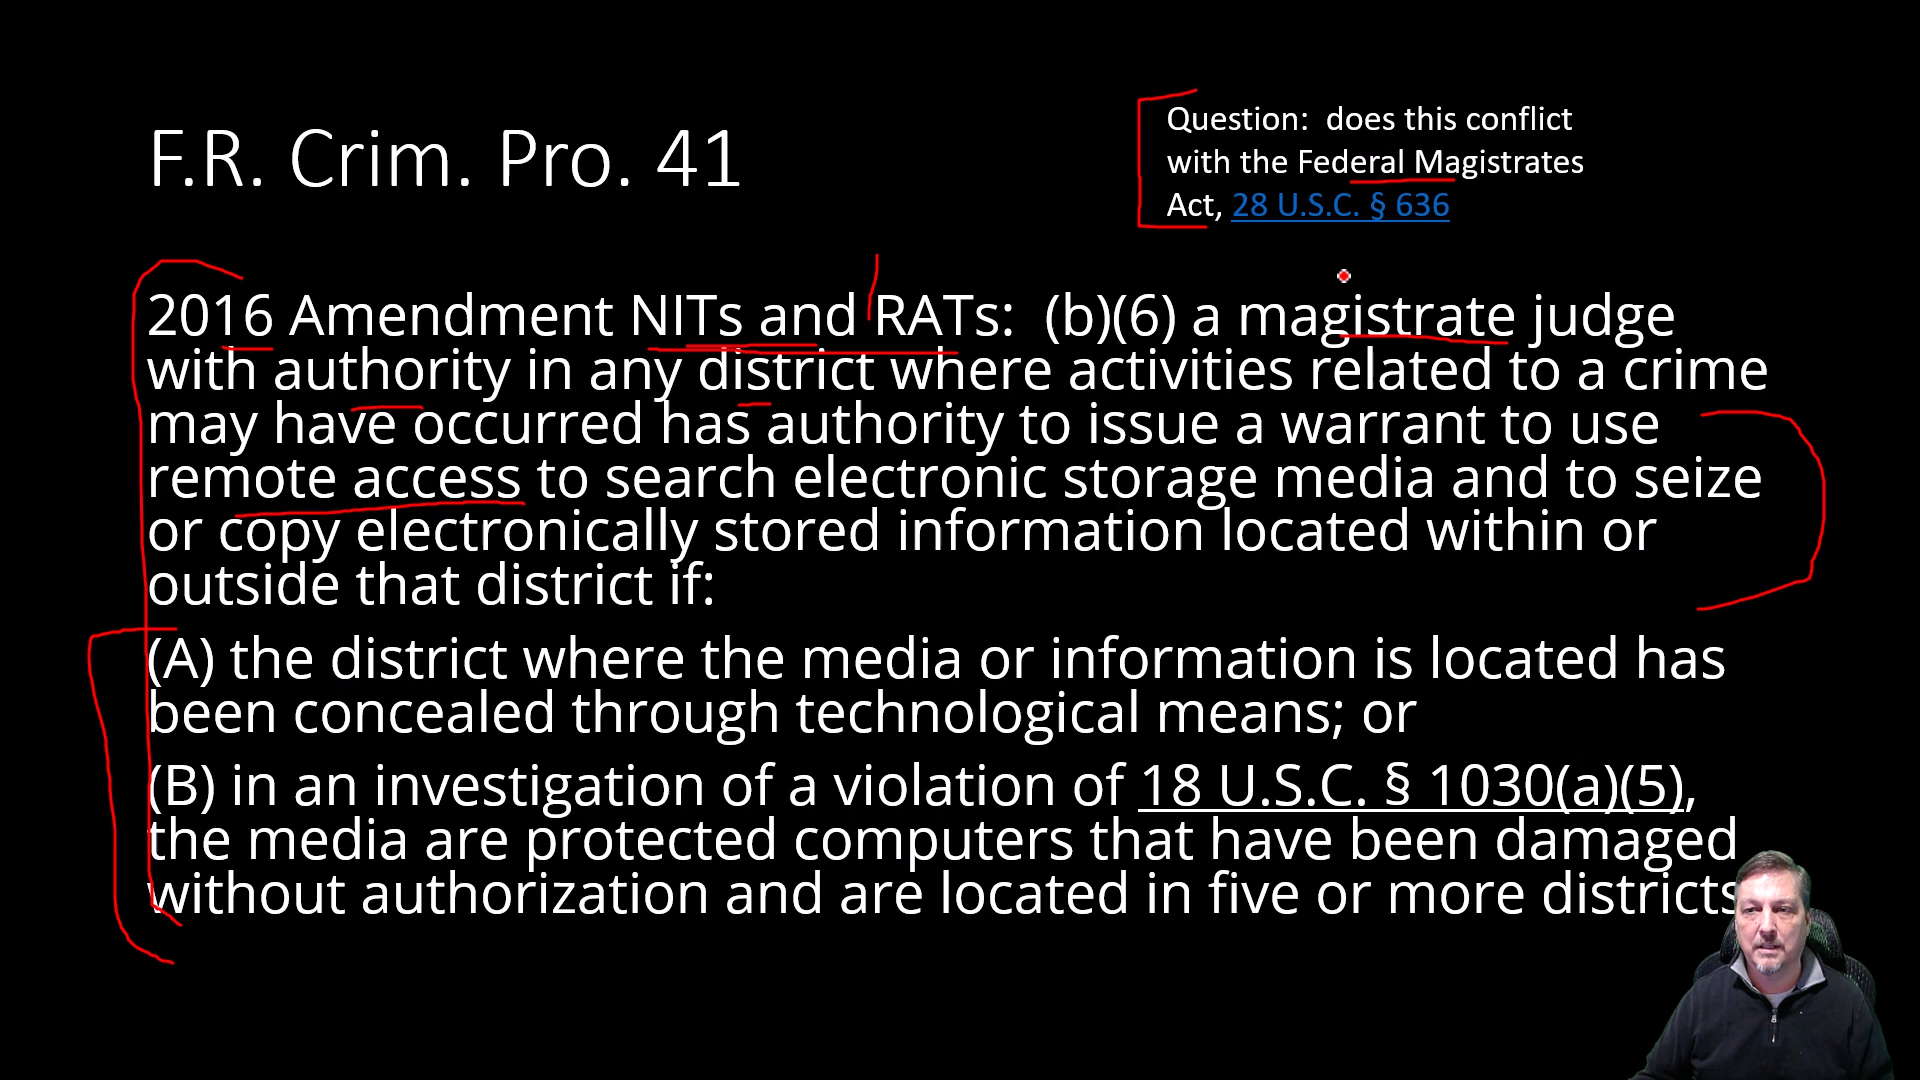 F.R. Crim. Pro. 41
Question:  does this conflict
with the Federal Magistrates
Act, 28 U.S.C. § 636
2016 Amendment NITs and RATs:  (b)(6) a magistrate judge
with authority in any district where activities related to a crime
may have occurred has authority to issue a warrant to use
remote access to search electronic storage media and to seize
or copy electronically stored information located within or
outside that district if:
(A) the district where the media or information is located has
been concealed through technological means; or
(B) in an investigation of a violation of 18 U.S.C. § 1030(a)(5),
the media are protected computers that have been damaged
without authorization and are located in five or more districts